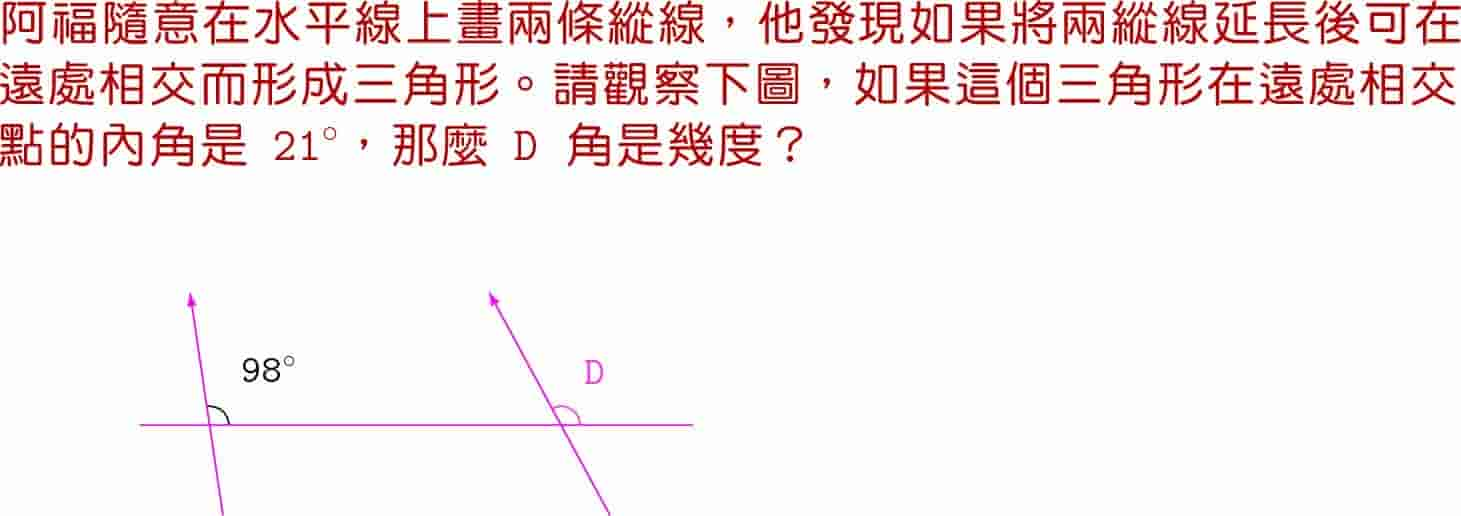 阿福隨意在水平線上畫兩條縱線，他發現如果將兩縱線延長後可在
遠處相交而形成三角形。請觀察下圖，如果這個三角形在遠處相交
點的內角是 21°，那麼 D 角是幾度？
98°
D